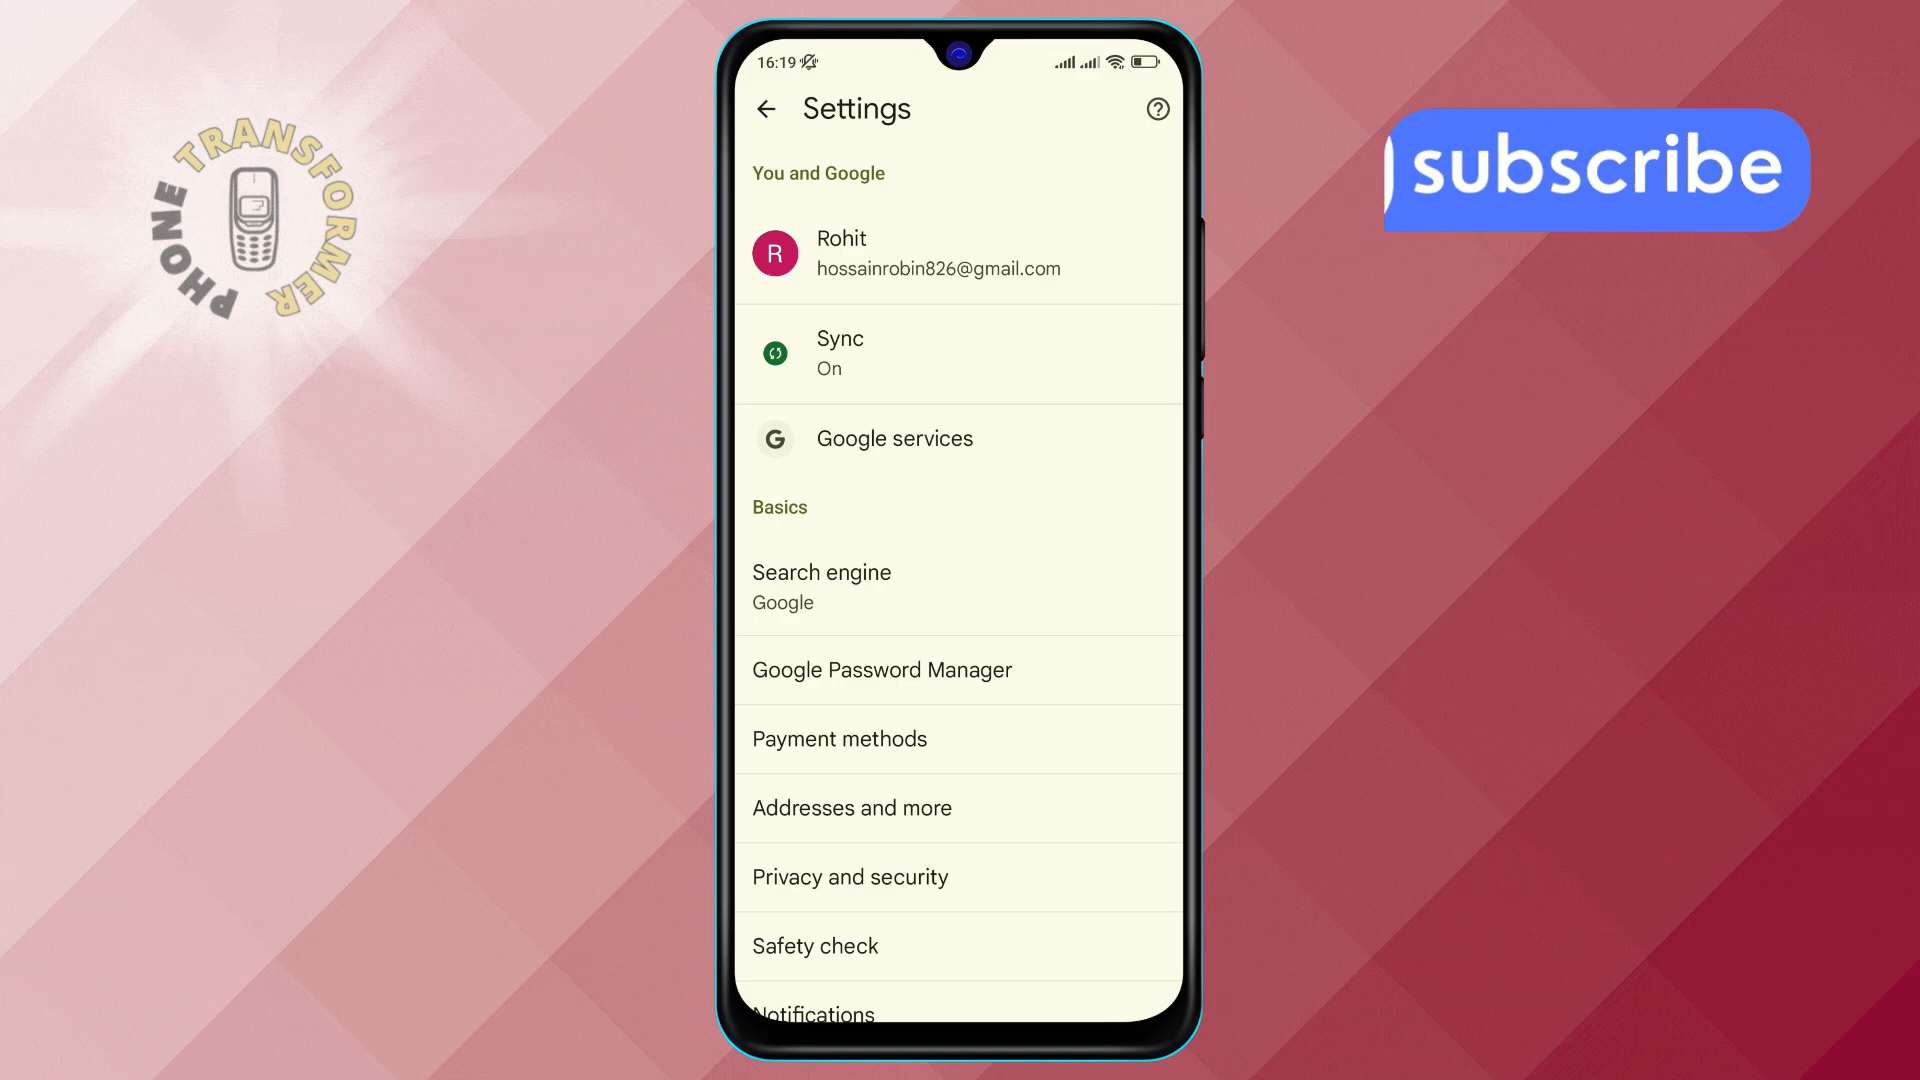 PHONE TRANSFORMER
subscribe
16:19
Settings
You and Google
R
Rohit
hossainrobin826@gmail.com
Sync
On
G
Google services
Basics
Search engine
Google
Google Password Manager
Payment methods
Addresses and more
Privacy and security
Safety check
Notifications